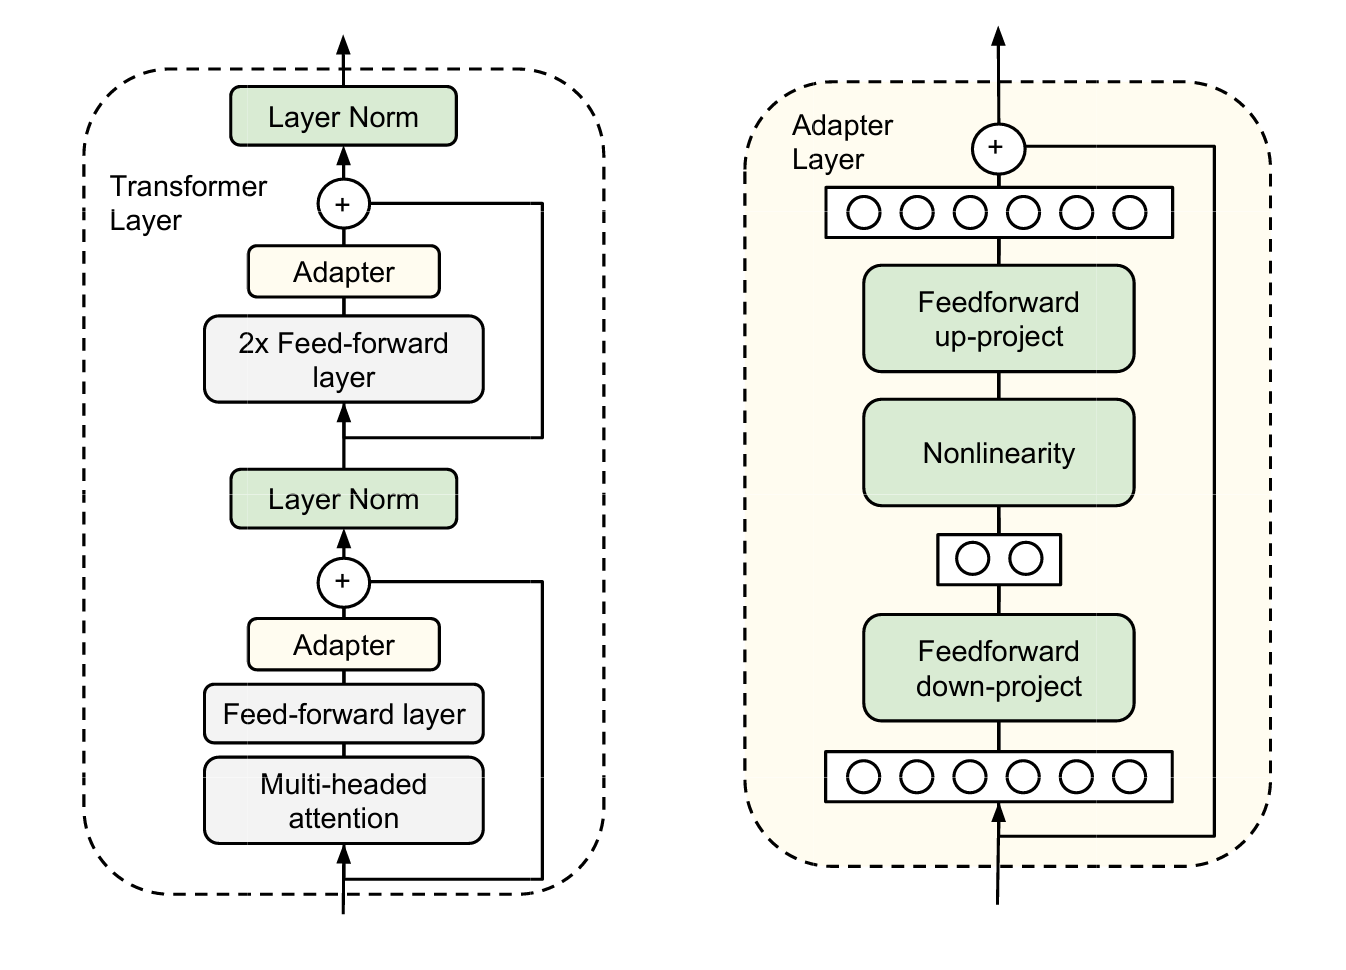 Transformer
Layer
Layer Norm
+
Adapter
2x Feed-forward
layer
Layer Norm
+
Adapter
Feed-forward layer
Multi-headed
attention
Adapter
Layer
+
Feedforward
up-project
Nonlinearity
Feedforward
down-project